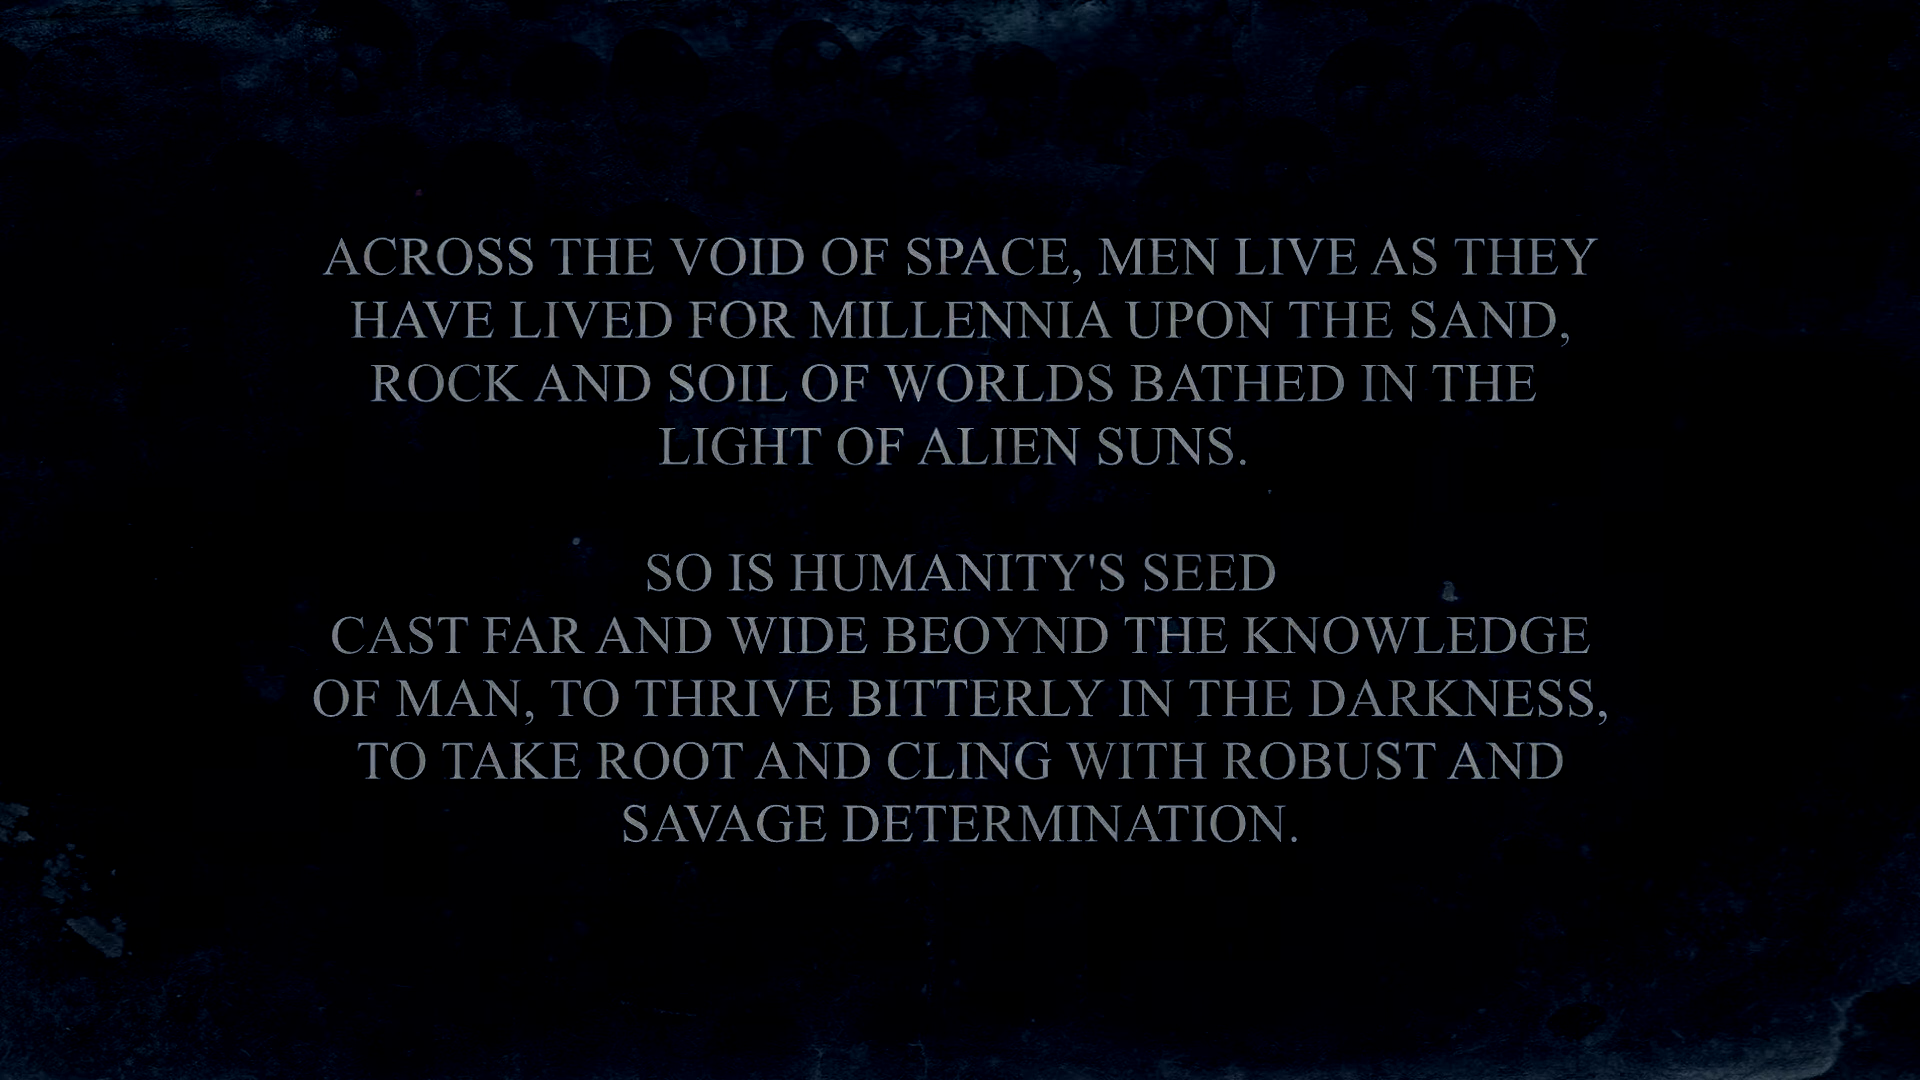 ACROSS THE VOID OF SPACE, MEN LIVE AS THEY
HAVE LIVED FOR MILLENNIA UPON THE SAND,
ROCK AND SOIL OF WORLDS BATHED IN THE
LIGHT OF ALIEN SUNS.
SO IS HUMANITY'S SEED
CAST FAR AND WIDE BEOYND THE KNOWLEDGE
OF MAN, TO THRIVE BITTERLY IN THE DARKNESS,
TO TAKE ROOT AND CLING WITH ROBUST AND
SAVAGE DETERMINATION.